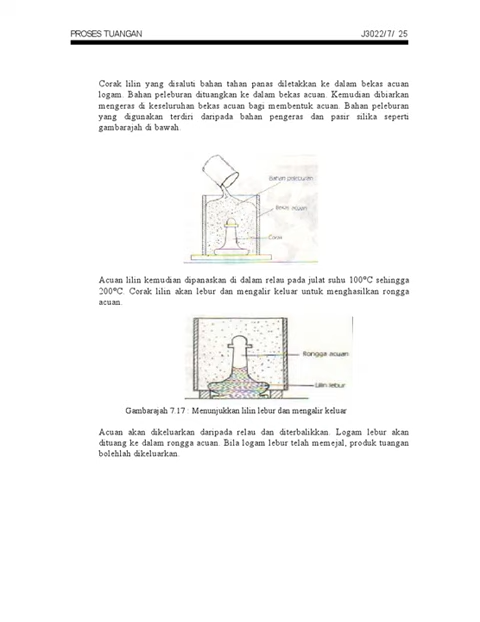 PROSES TUANGAN J3022/7/ 25
Corak lilin yang disaluti bahan tahan panas diletakkan ke dalam bekas acuan
logam. Bahan peleburan dituangkan ke dalam bekas acuan. Kemudian dibiarkan
mengeras di keseluruhan bekas acuan bagi membentuk acuan. Bahan peleburan
yang digunakan terdiri daripada bahan pengeras dan pasir silika seperti
gambarajah di bawah.
Bahan peleburan
Bekas acuan
Corak
Acuan lilin kemudian dipanaskan di dalam relau pada julat suhu 100°C sehingga
200°C. Corak lilin akan lebur dan mengalir keluar untuk menghasilkan rongga
acuan.
Rongga acuan
Lilin lebur
Gambarajah 7.17 : Menunjukkan lilin lebur dan mengalir keluar
Acuan akan dikeluarkan daripada relau dan diterbalikkan. Logam lebur akan
dituang ke dalam rongga acuan. Bila logam lebur telah memejal, produk tuangan
bolehlah dikeluarkan.